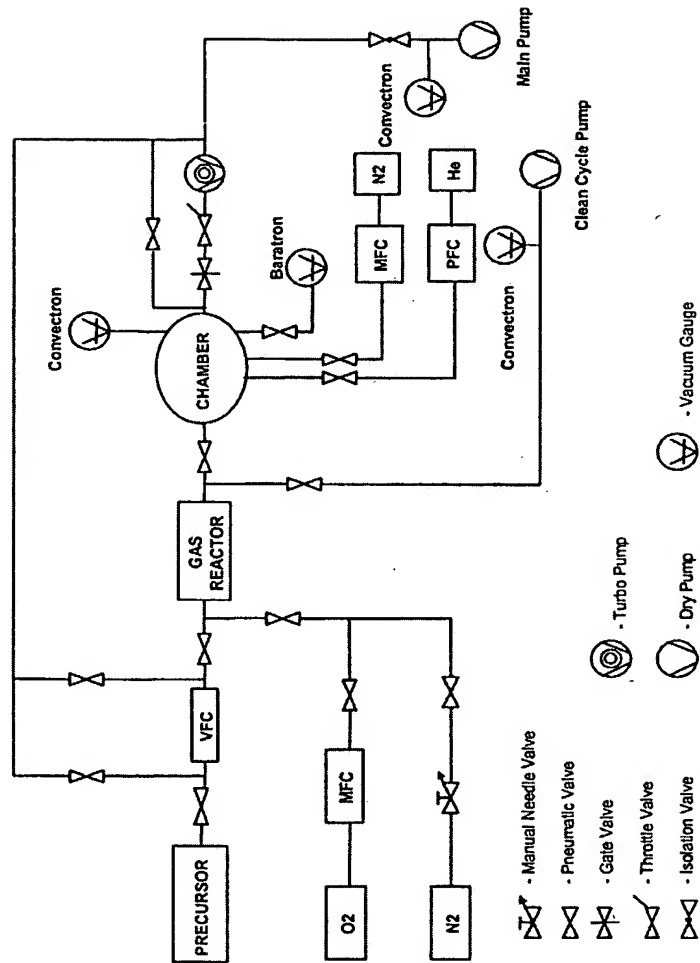 PRECURSOR
VFC
GAS
REACTOR
CHAMBER
Convectron
Baratron
MFC
N2
PFC
He
Convectron
Main Pump
Convectron
Clean Cycle Pump
O2
MFC
N2
- Manual Needle Valve
- Pneumatic Valve
- Gate Valve
- Throttle Valve
- Isolation Valve
- Turbo Pump
- Dry Pump
- Vacuum Gauge